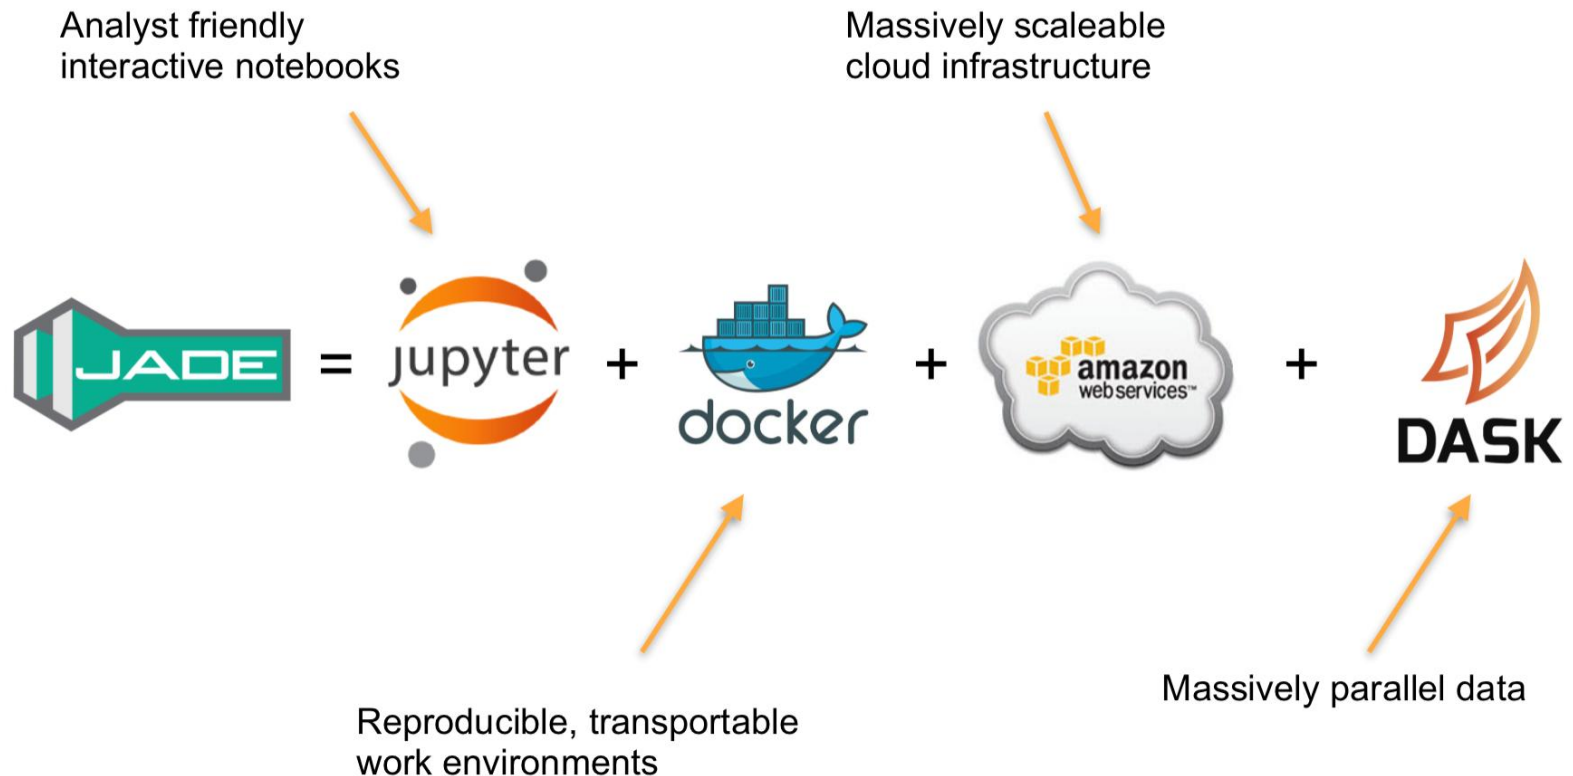 Analyst friendly
interactive notebooks
Massively scaleable
cloud infrastructure
JADE = jupyter + docker + amazon web services™ + DASK
Reproducible, transportable
work environments
Massively parallel data